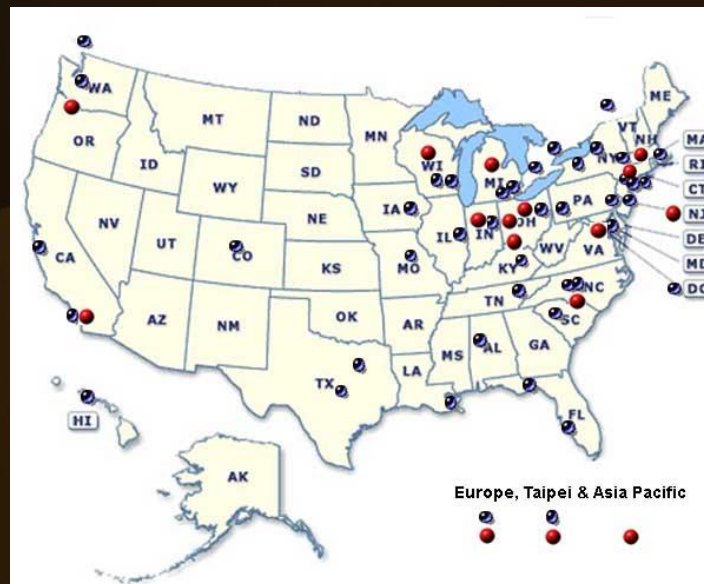 WA
MT
ND
MN
ME
VT
NH
OR
ID
SD
WI
MI
NY
MA
RI
CT
WY
IA
PA
NJ
NV
NE
IL
IN
OH
DE
UT
CO
WV
VA
MD
CA
KS
MO
KY
DC
AZ
NM
OK
AR
TN
NC
SC
MS
AL
GA
TX
LA
FL
HI
AK
Europe, Taipei & Asia Pacific